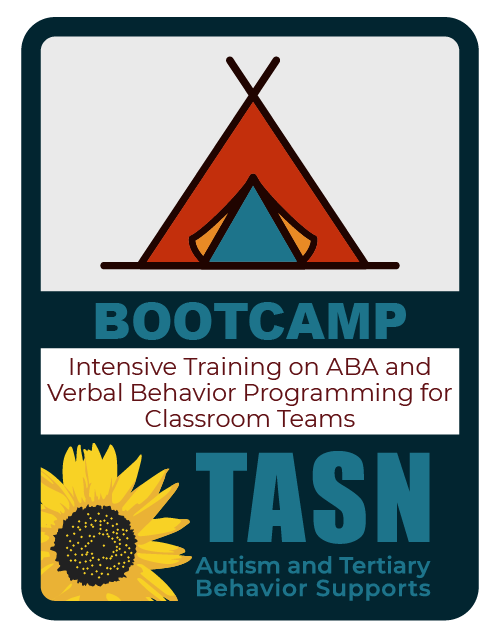 BOOTCAMP
Intensive Training on ABA and
Verbal Behavior Programming for
Classroom Teams
TASN
Autism and Tertiary
Behavior Supports